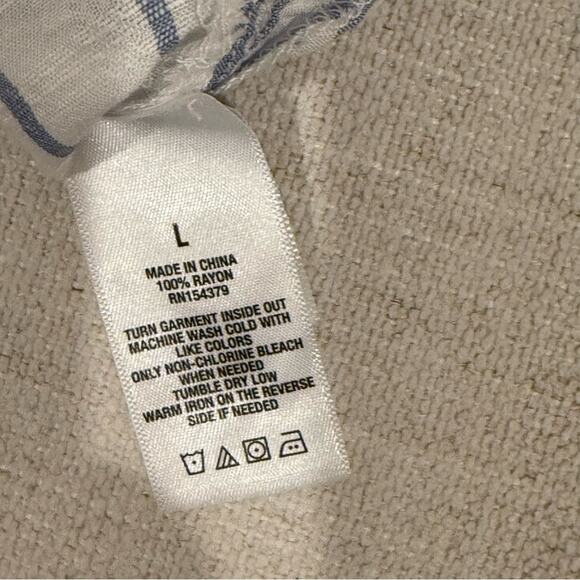 L
MADE IN CHINA
100% RAYON
RN154379
TURN GARMENT INSIDE OUT
MACHINE WASH COLD WITH
LIKE COLORS
ONLY NON-CHLORINE BLEACH
WHEN NEEDED
TUMBLE DRY LOW
WARM IRON ON THE REVERSE
SIDE IF NEEDED